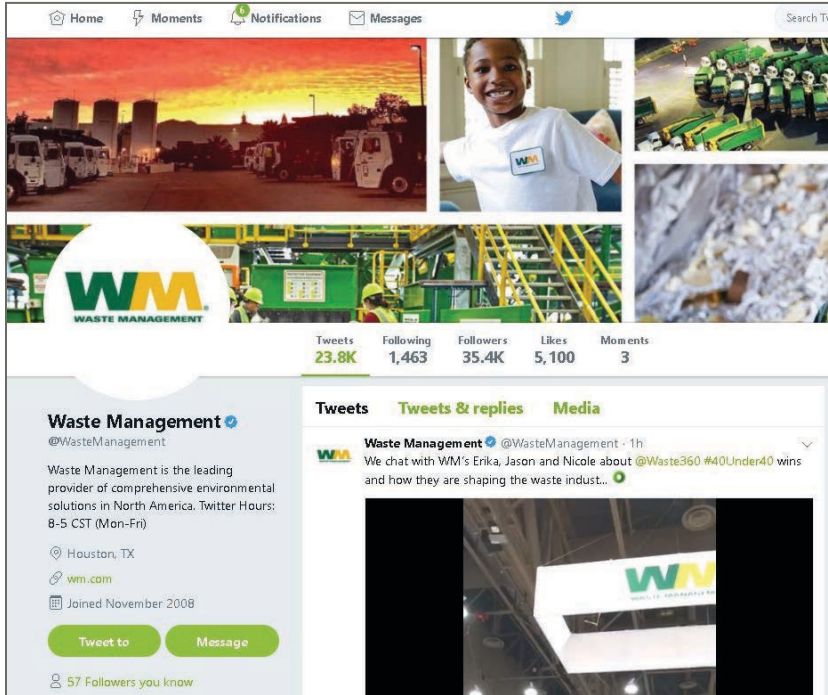 Home Moments 6 Notifications Messages Search Tw
WM
WM
WASTE MANAGEMENT
Tweets Following Followers Likes Moments
23.8K 1,463 35.4K 5,100 3
Waste Management
@WasteManagement
Waste Management is the leading
provider of comprehensive environmental
solutions in North America. Twitter Hours:
8-5 CST (Mon-Fri)
Houston, TX
wm.com
Joined November 2008
Tweet to Message
57 Followers you know
Tweets Tweets & replies Media
Waste Management @WasteManagement · 1h
WM
We chat with WM's Erika, Jason and Nicole about @Waste360 #40Under40 wins
and how they are shaping the waste indust...
WM
WASTE MANAGEMENT